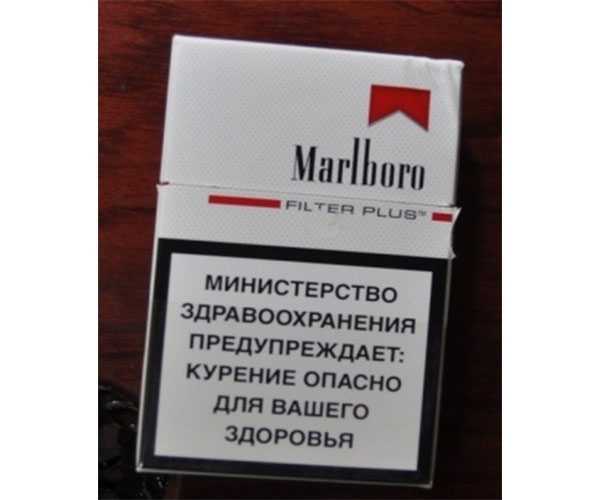 Marlboro
FILTER PLUS™
МИНИСТЕРСТВО
ЗДРАВООХРАНЕНИЯ
ПРЕДУПРЕЖДАЕТ:
КУРЕНИЕ ОПАСНО
ДЛЯ ВАШЕГО
ЗДОРОВЬЯ